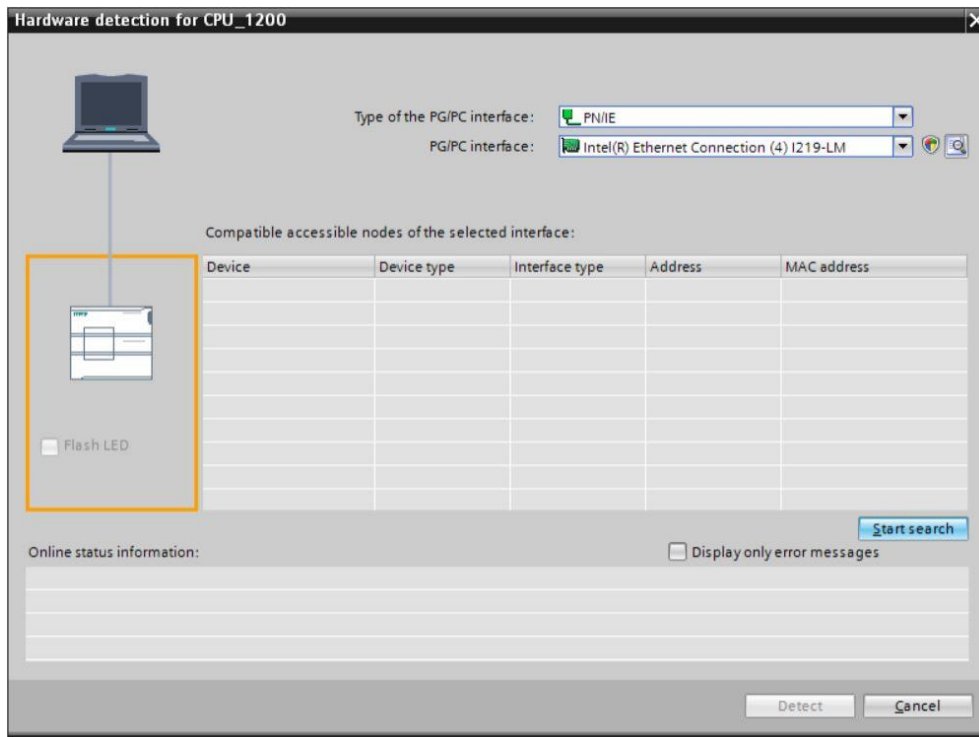 Hardware detection for CPU_1200
Type of the PG/PC interface: PN/IE
PG/PC interface: Intel(R) Ethernet Connection (4) I219-LM
Compatible accessible nodes of the selected interface:
Device Device type Interface type Address MAC address
Flash LED
Start search
Online status information: Display only error messages
Detect Cancel